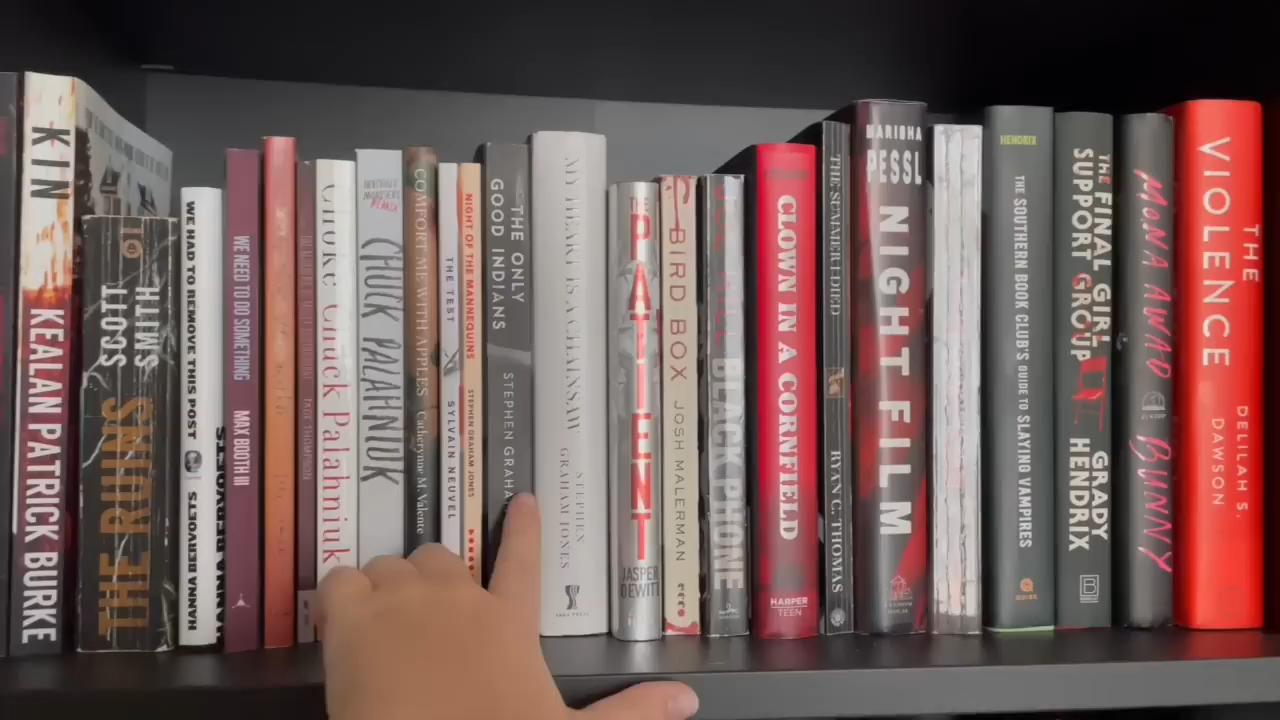 KIN
KEALAN PATRICK BURKE
SCOTT
SMITH
THE RUINS
WE HAD TO REMOVE THIS POST
HANNA BERVOETS
WE NEED TO DO SOMETHING
MAX BOOTH III
Choke
Chuck Palahniuk
CHUCK PALAHNIUK
COMFORT ME WITH APPLES
Catherynne M. Valente
THE TEST
SYLVAIN NEUVEL
NIGHT OF THE MANNEQUINS
STEPHEN GRAHAM JONES
THE ONLY
GOOD INDIANS
STEPHEN GRAHA
MY HEART IS A CHAINSAW
STEPHEN
GRAHAM JONES
THE
PATIENT
JASPER
DEWITT
BIRD BOX
JOSH MALERMAN
BLACK PHONE
CLOWN IN A CORNFIELD
HARPER
TEEN
THE SUMMER I DIED
RYAN C. THOMAS
MARISHA
PESSL
NIGHT FILM
HENDRIX
THE SOUTHERN BOOK CLUB'S GUIDE TO SLAYING VAMPIRES
THE FINAL GIRL
SUPPORT GROUP
GRADY
HENDRIX
MONA AWAD
BUNNY
THE
VIOLENCE
DELILAH S.
DAWSON